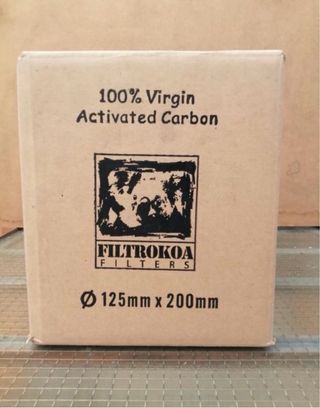 100% Virgin
Activated Carbon
FILTROKOA
FILTERS
Ø 125mm x 200mm